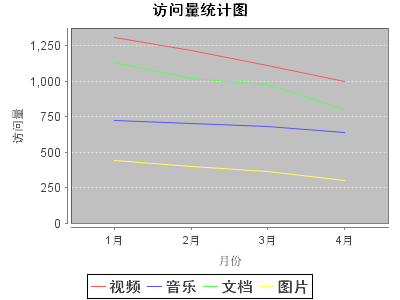 访问量统计图
1,250
1,000
750
500
250
0
访问量
1月 2月 3月 4月
月份
视频 音乐 文档 图片